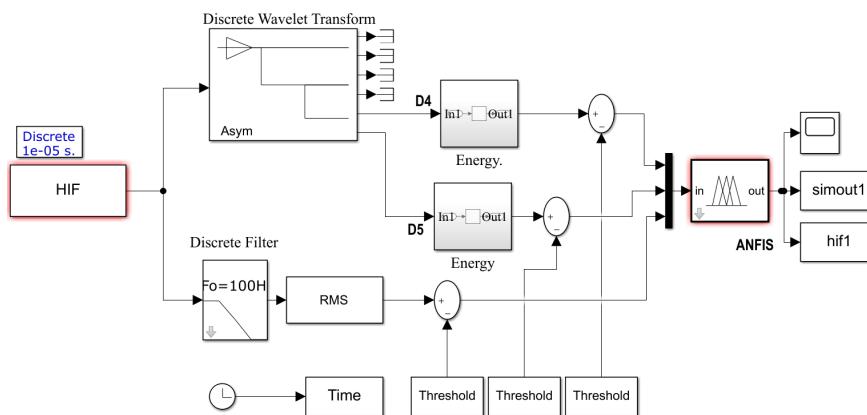 Discrete Wavelet Transform
Asym
D4
In1
Out1
Energy.
Discrete
1e-05 s.
HIF
D5
In1
Out1
Energy
in
out
ANFIS
simout1
hif1
Discrete Filter
Fo=100H
RMS
Time
Threshold
Threshold
Threshold